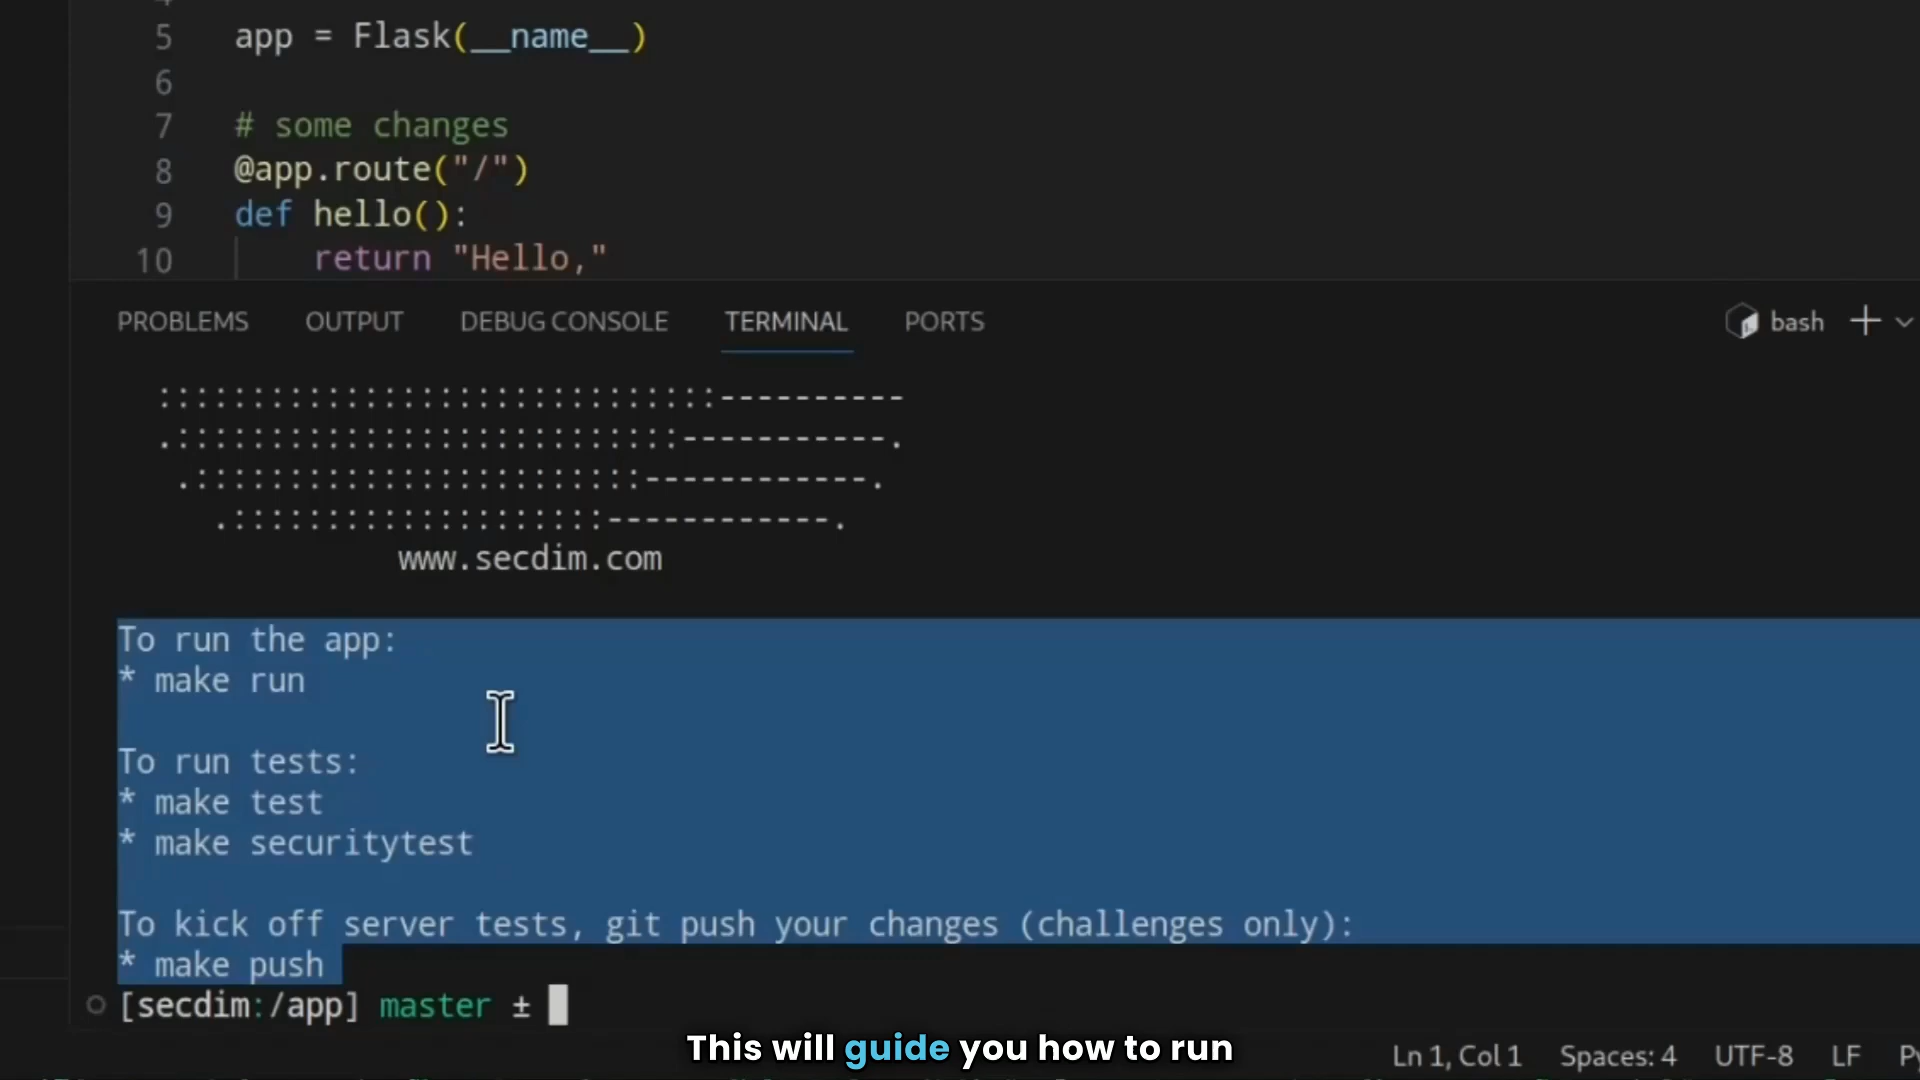 5 app = Flask(__name__)
6
7 # some changes
8 @app.route("/")
9 def hello():
10 return "Hello,"
PROBLEMS OUTPUT DEBUG CONSOLE TERMINAL PORTS bash
::::::::::::::::::::::::::::::----------
.:::::::::::::::::::::::::::-----------.
.::::::::::::::::::::::::------------.
.::::::::::::::::::::------------.
www.secdim.com
To run the app:
* make run
To run tests:
* make test
* make securitytest
To kick off server tests, git push your changes (challenges only):
* make push
[secdim:/app] master ±
This will guide you how to run
Ln 1, Col 1 Spaces: 4 UTF-8 LF